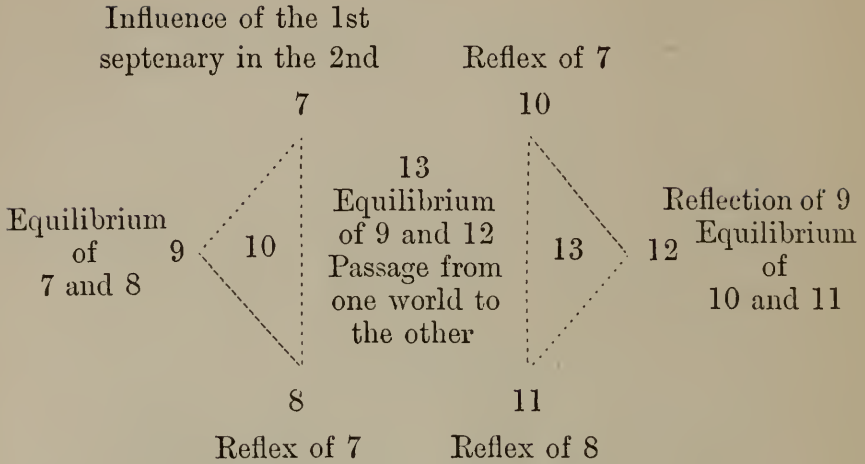 Influence of the 1st
septenary in the 2nd
7
Reflex of 7
10
Equilibrium
of
7 and 8
9
10
13
Equilibrium
of 9 and 12
Passage from
one world to
the other
13
12
Reflection of 9
Equilibrium
of
10 and 11
8
Reflex of 7
11
Reflex of 8